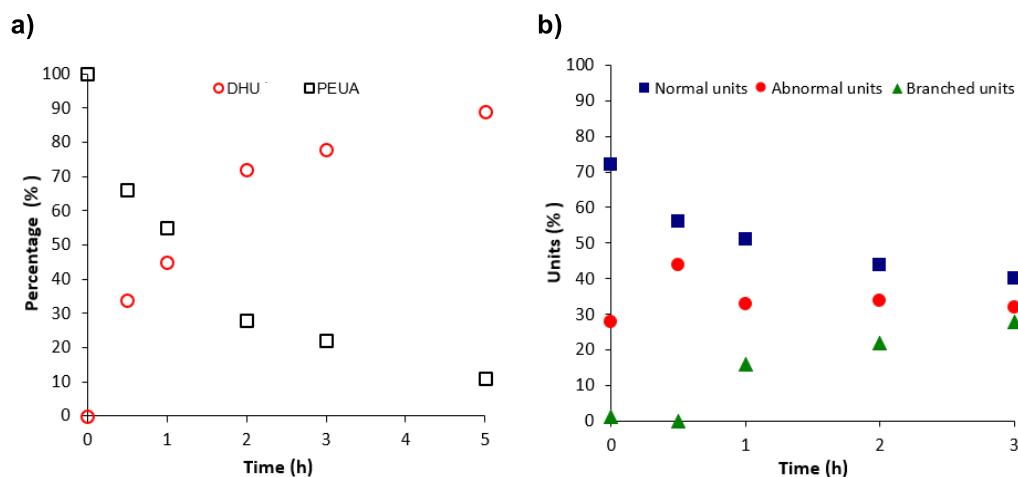 a)
100
90
80
70
60
50
40
30
20
10
0
Percentage (% )
DHU
PEUA
0 1 2 3 4 5
Time (h)
b)
100
90
80
70
60
50
40
30
20
10
0
Units (% )
Normal units
Abnormal units
Branched units
0 1 2 3
Time (h)